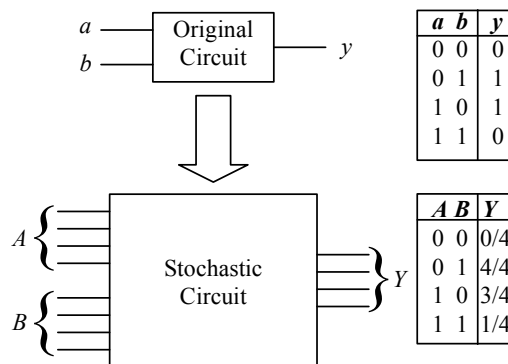 a
b
Original
Circuit
y
a b y
0 0 0
0 1 1
1 0 1
1 1 0
A
B
Stochastic
Circuit
Y
A B Y
0 0 0/4
0 1 4/4
1 0 3/4
1 1 1/4